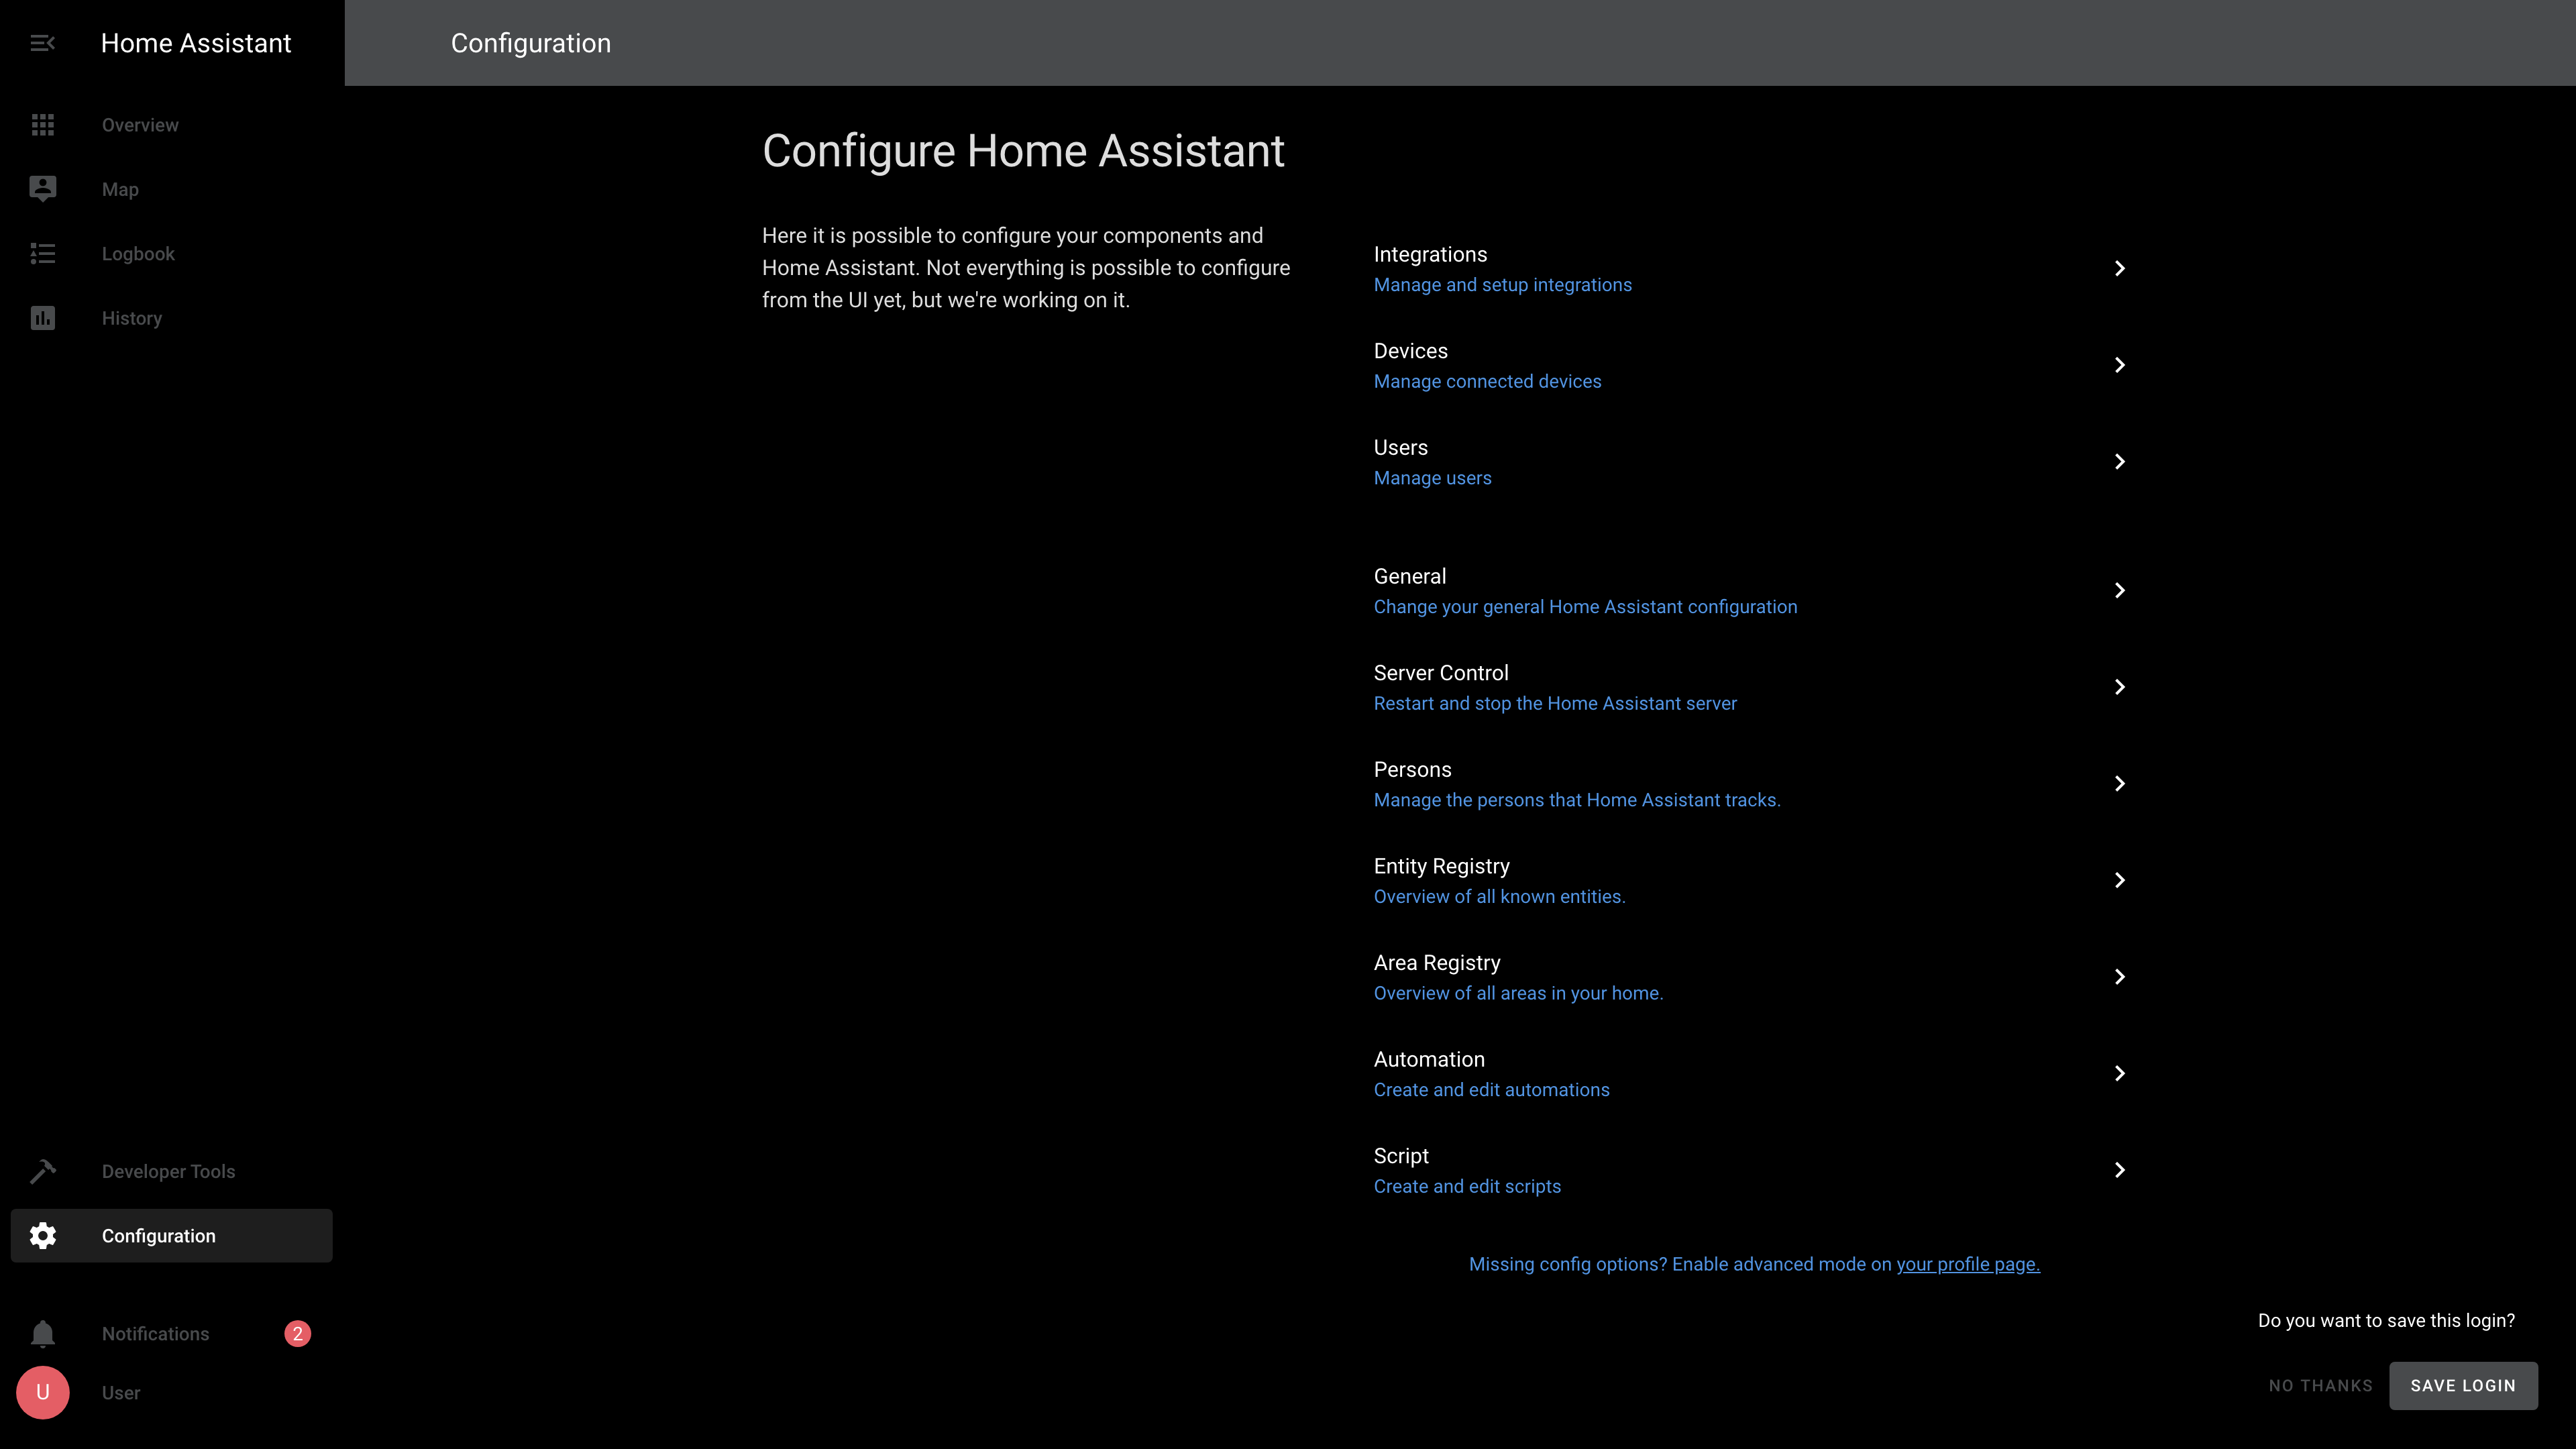 Home Assistant
Configuration
Overview
Map
Logbook
History
Developer Tools
Configuration
Notifications
2
U
User
Configure Home Assistant
Here it is possible to configure your components and
Home Assistant. Not everything is possible to configure
from the UI yet, but we're working on it.
Integrations
Manage and setup integrations
Devices
Manage connected devices
Users
Manage users
General
Change your general Home Assistant configuration
Server Control
Restart and stop the Home Assistant server
Persons
Manage the persons that Home Assistant tracks.
Entity Registry
Overview of all known entities.
Area Registry
Overview of all areas in your home.
Automation
Create and edit automations
Script
Create and edit scripts
Missing config options? Enable advanced mode on your profile page.
Do you want to save this login?
NO THANKS
SAVE LOGIN